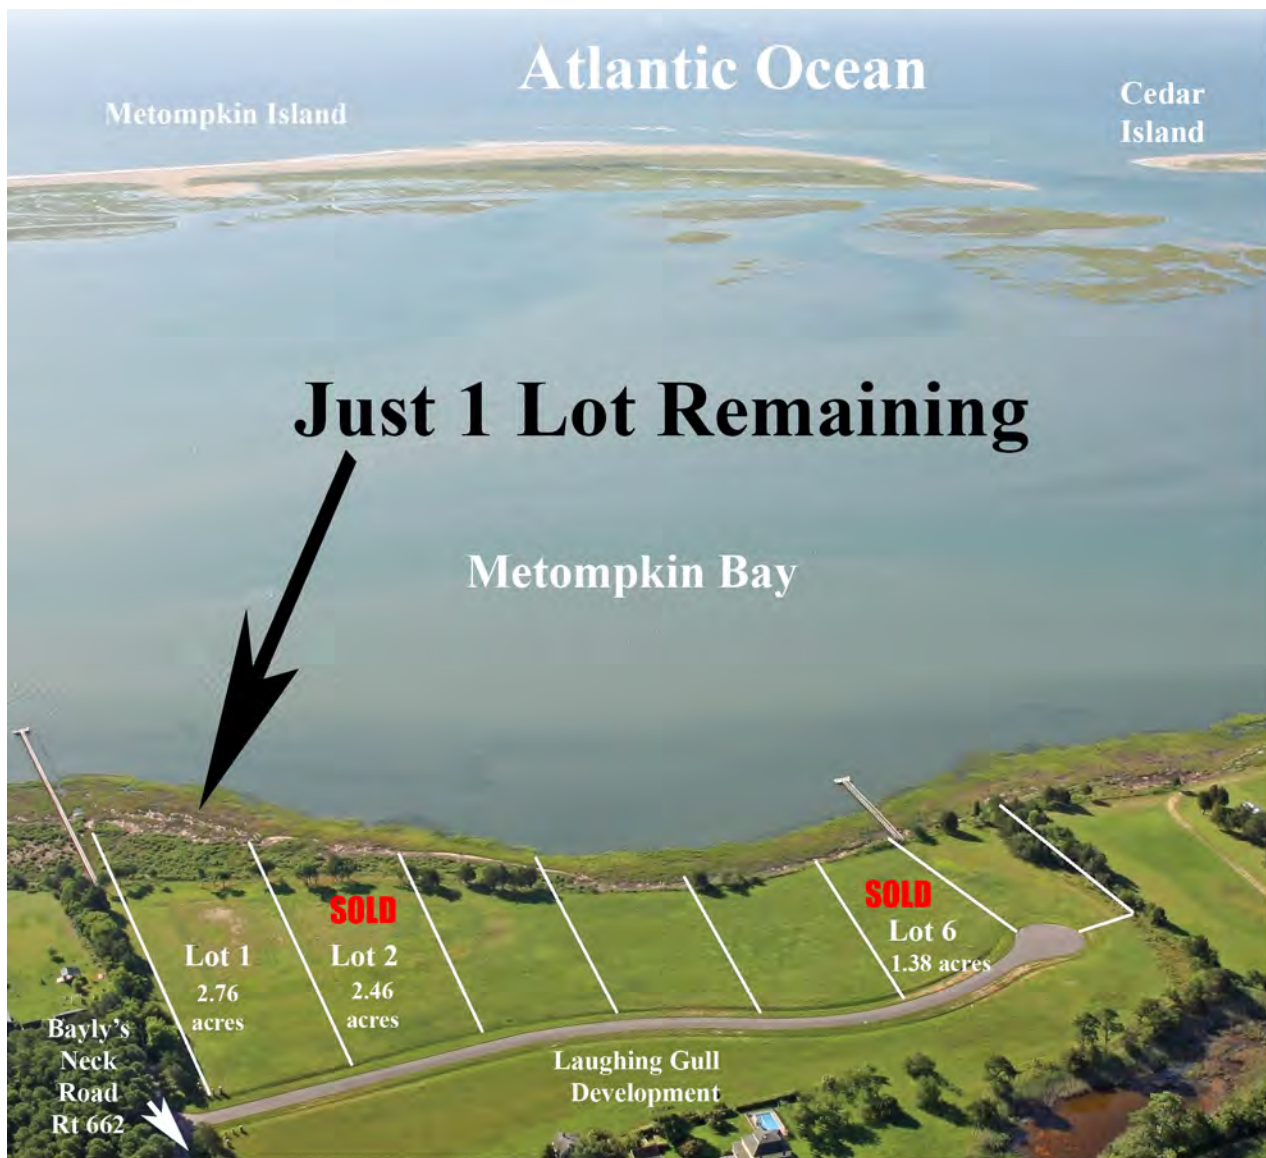 Atlantic Ocean
Metompkin Island
Cedar
Island
Just 1 Lot Remaining
Metompkin Bay
SOLD
SOLD
Lot 1
2.76
acres
Lot 2
2.46
acres
Lot 6
1.38 acres
Bayly's
Neck
Road
Rt 662
Laughing Gull
Development